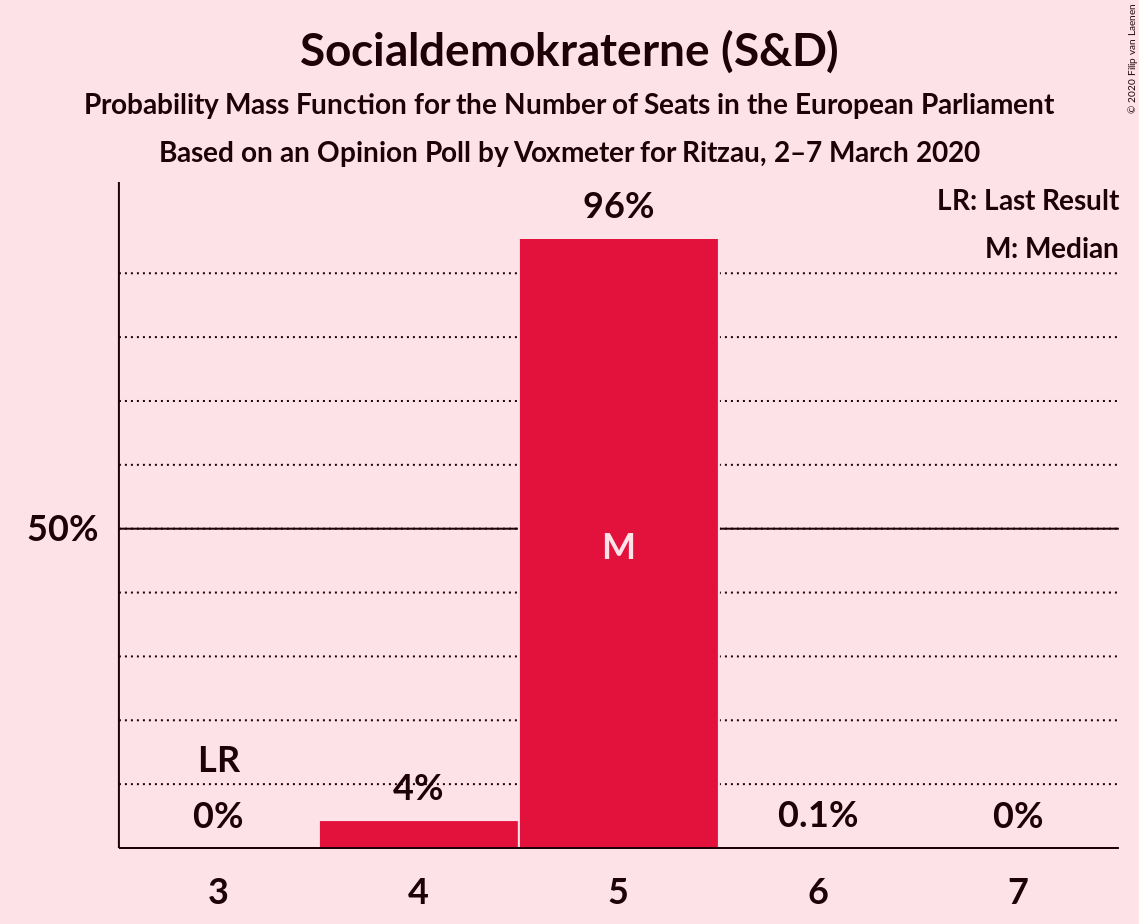 Socialdemokraterne (S&D)
Probability Mass Function for the Number of Seats in the European Parliament
Based on an Opinion Poll by Voxmeter for Ritzau, 2–7 March 2020
© 2020 Filip van Laenen
LR: Last Result
M: Median
96%
50%
M
LR
0%
4%
0.1%
0%
3
4
5
6
7